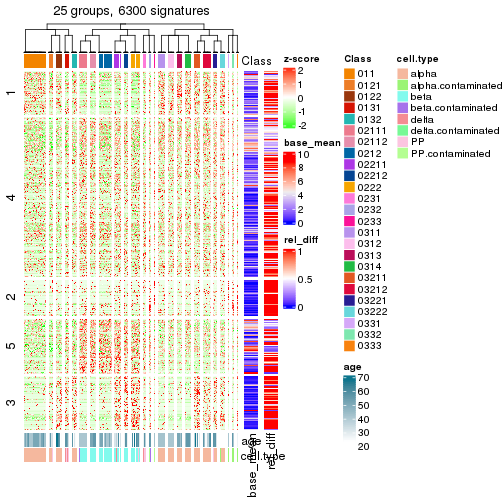 25 groups, 6300 signatures
Class
1
4
2
5
3
age
cell.type
base_mean
rel_diff
z-score
2
1
0
-1
-2
base_mean
10
8
6
4
2
0
rel_diff
1
0.5
0
Class
011
0121
0122
0131
0132
02111
02112
0212
02211
02212
0222
0231
0232
0233
0311
0312
0313
0314
03211
03212
03221
03222
0331
0332
0333
cell.type
alpha
alpha.contaminated
beta
beta.contaminated
delta
delta.contaminated
PP
PP.contaminated
age
70
60
50
40
30
20